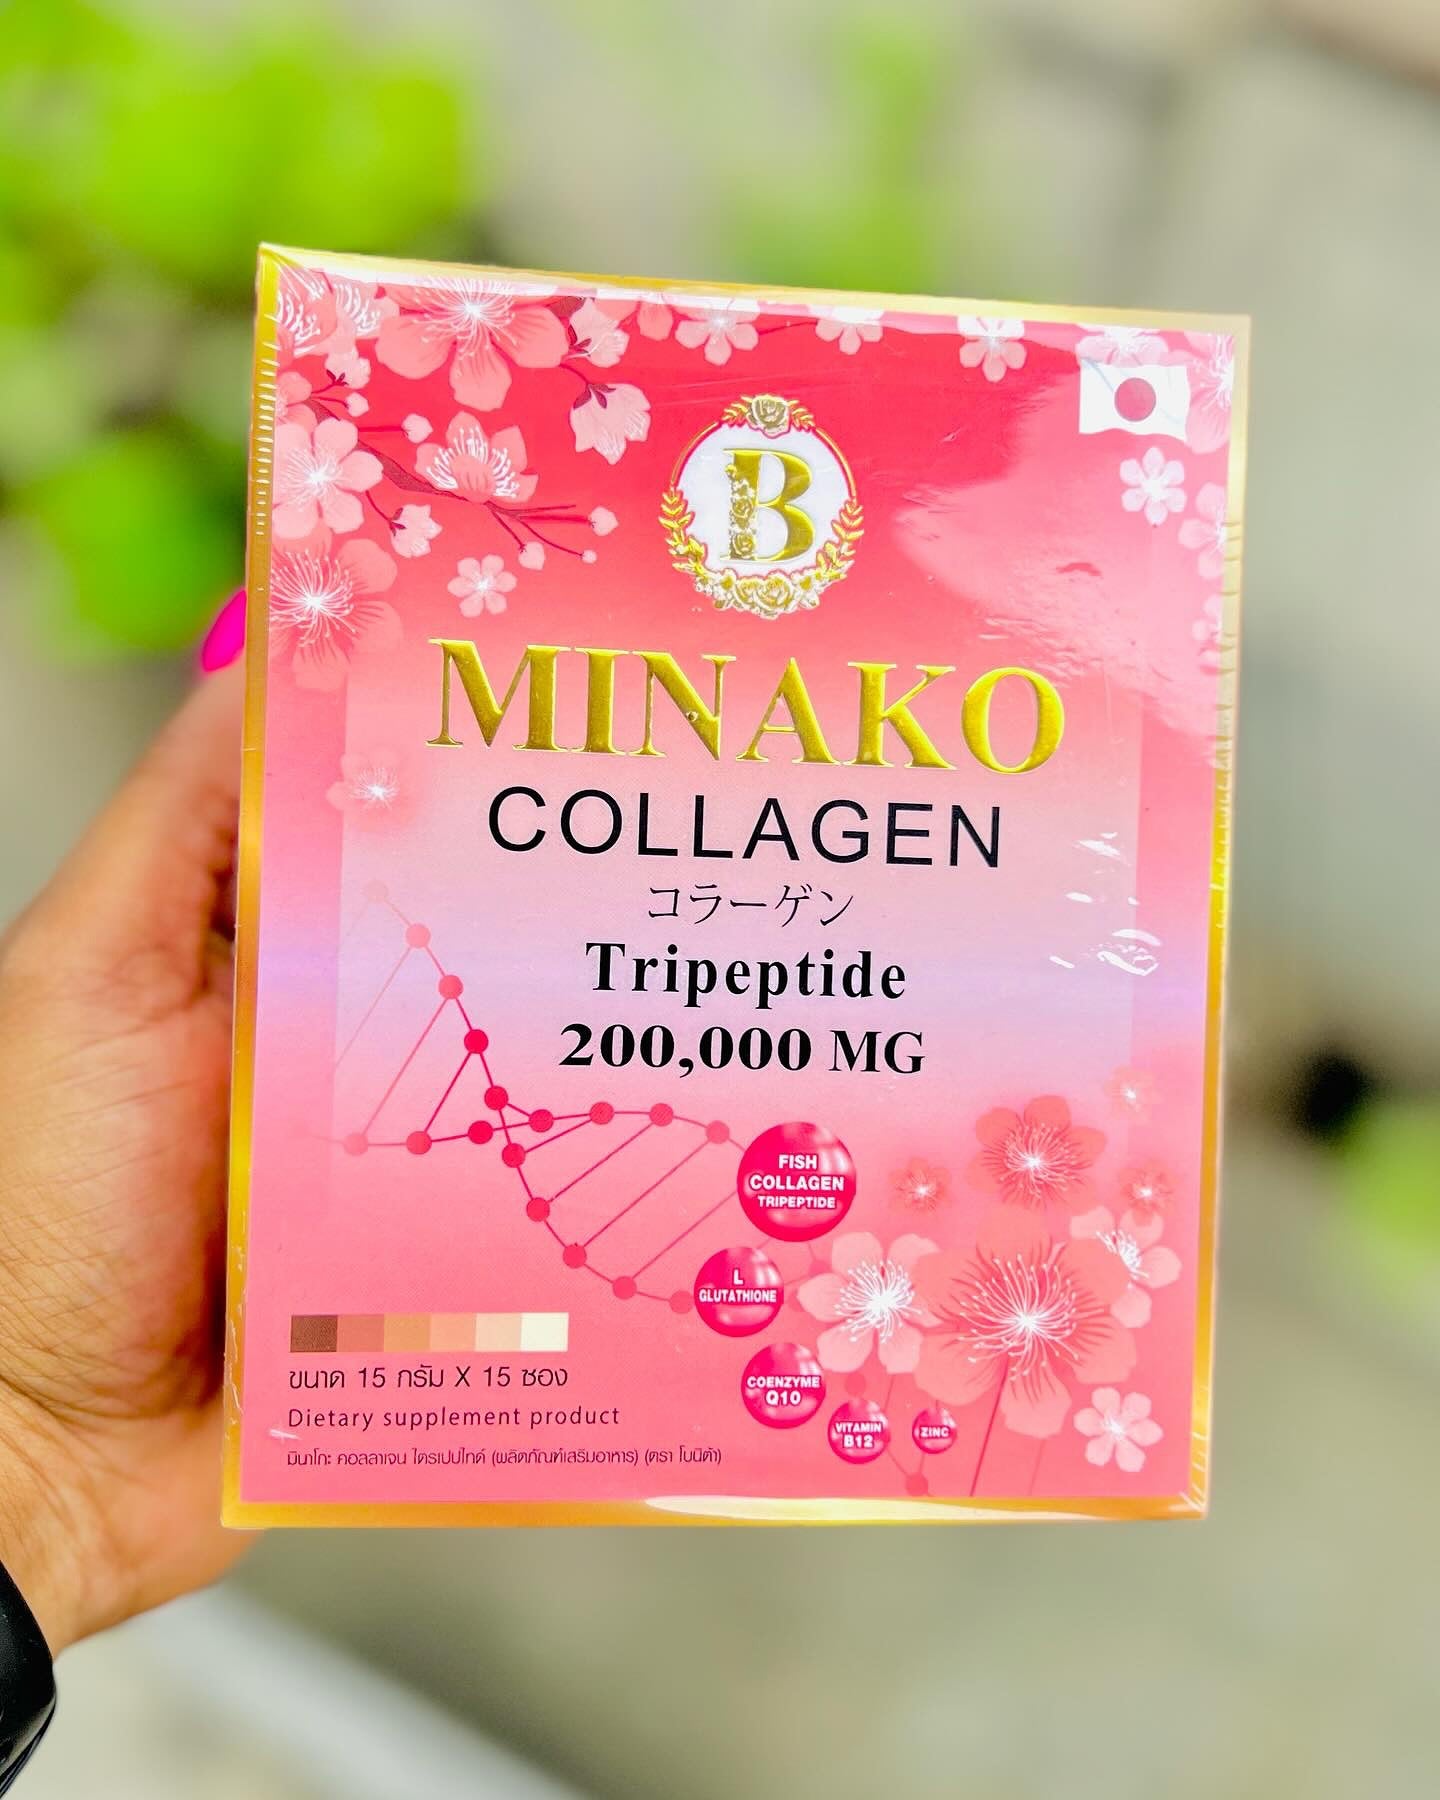 B
MINAKO
COLLAGEN
コラーゲン
Tripeptide
200,000 MG
FISH
COLLAGEN
TRIPEPTIDE
L
GLUTATHIONE
COENZYME
Q10
VITAMIN
B12
ZINC
ขนาด 15 กรัม X 15 ซอง
Dietary supplement product
มินาโกะ คอลลาเจน ไตรเปปไทด์ (ผลิตภัณฑ์เสริมอาหาร) (ตรา โบนิต้า)